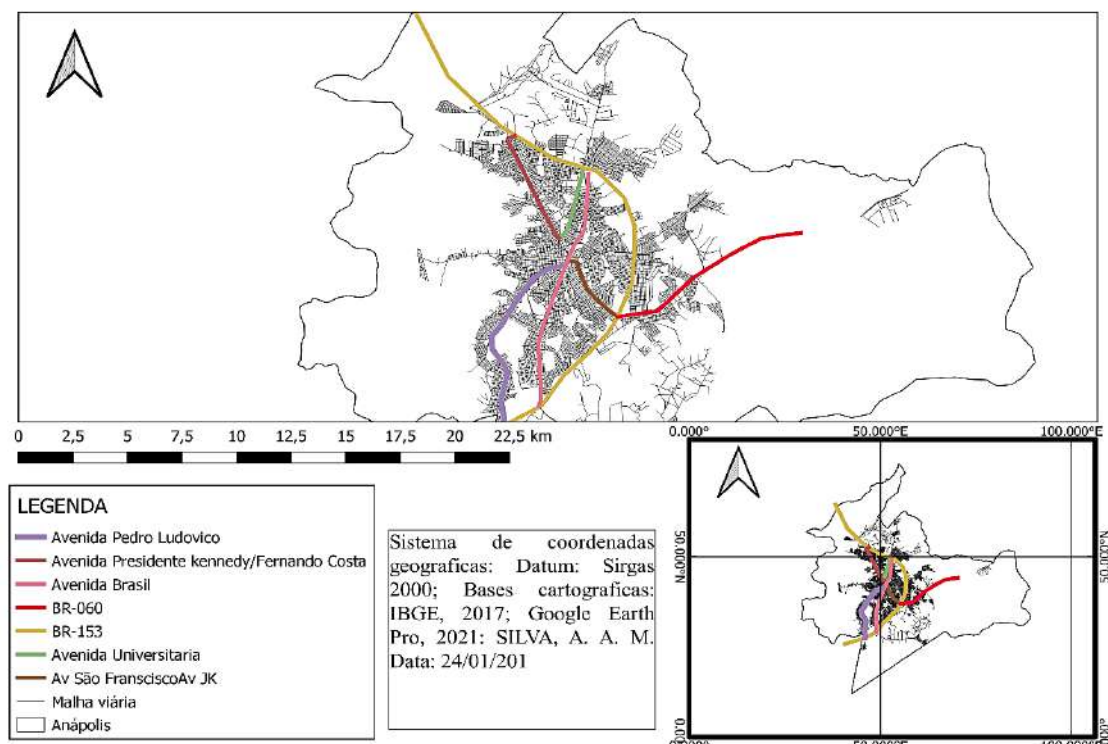 0 2,5 5 7,5 10 12,5 15 17,5 20 22,5 km
LEGENDA
Avenida Pedro Ludovico
Avenida Presidente kennedy/Fernando Costa
Avenida Brasil
BR-060
BR-153
Avenida Universitaria
Av São FransciscoAv JK
Malha viária
Anápolis
Sistema de coordenadas
geograficas: Datum: Sirgas
2000; Bases cartograficas:
IBGE, 2017; Google Earth
Pro, 2021: SILVA, A. A. M.
Data: 24/01/201
0.000° 50.000°E 100.000°E
50.000°N